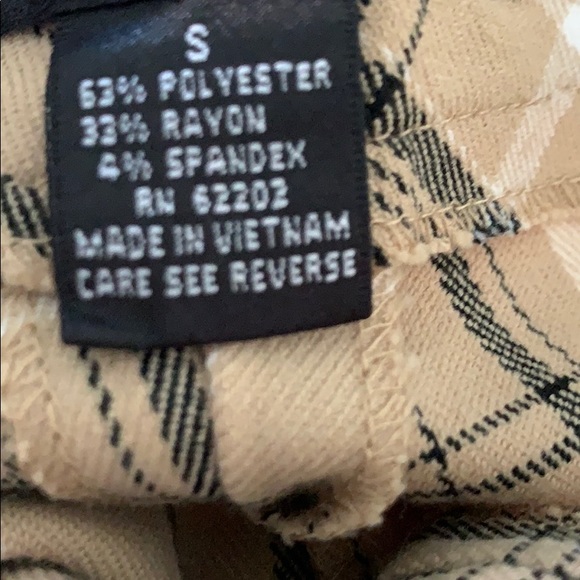 S
63% POLYESTER
33% RAYON
4% SPANDEX
RN 62202
MADE IN VIETNAM
CARE SEE REVERSE